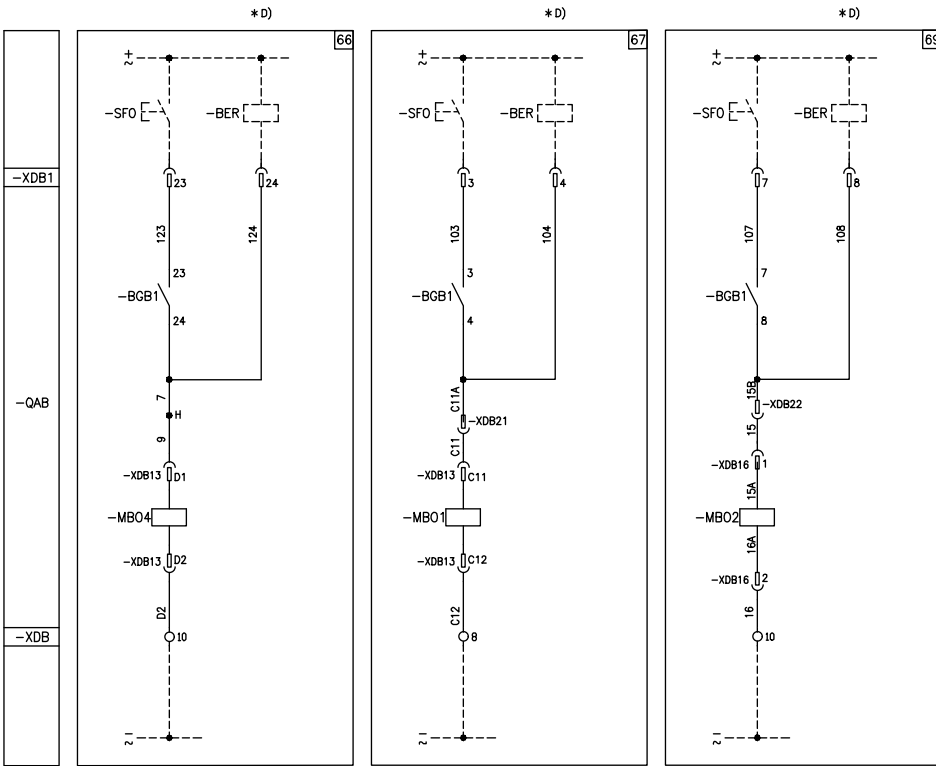 *D)
*D)
*D)
66
67
69
+
~
+
~
+
~
-SFO
-BER
-SFO
-BER
-SFO
-BER
-XDB1
23
24
3
4
7
8
123
124
103
104
107
108
23
3
7
-BGB1
-BGB1
-BGB1
24
4
8
-QAB
7
H
9
C11A
-XDB21
C11
15B
-XDB22
15
-XDB13
D1
-XDB13
C11
-XDB16
1
15A
-MBO4
-MBO1
-MBO2
16A
-XDB13
D2
-XDB13
C12
-XDB16
2
D2
C12
16
-XDB
10
8
10
-
~
-
~
-
~